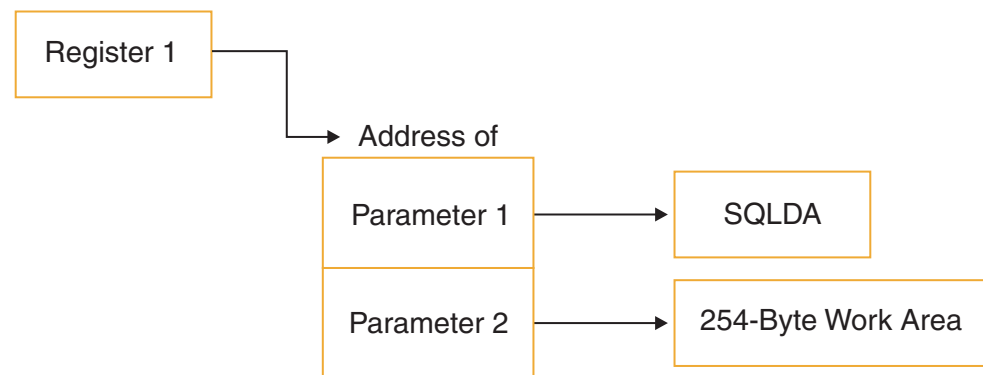 Register 1
Address of
Parameter 1
SQLDA
Parameter 2
254-Byte Work Area